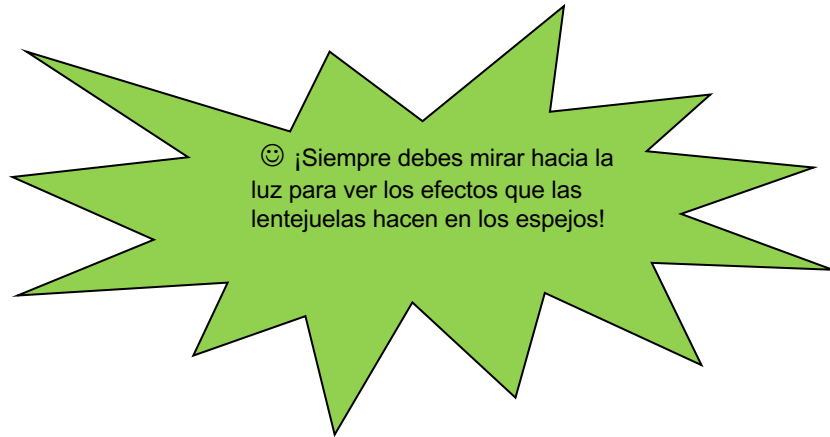 ☺ ¡Siempre debes mirar hacia la
luz para ver los efectos que las
lentejuelas hacen en los espejos!